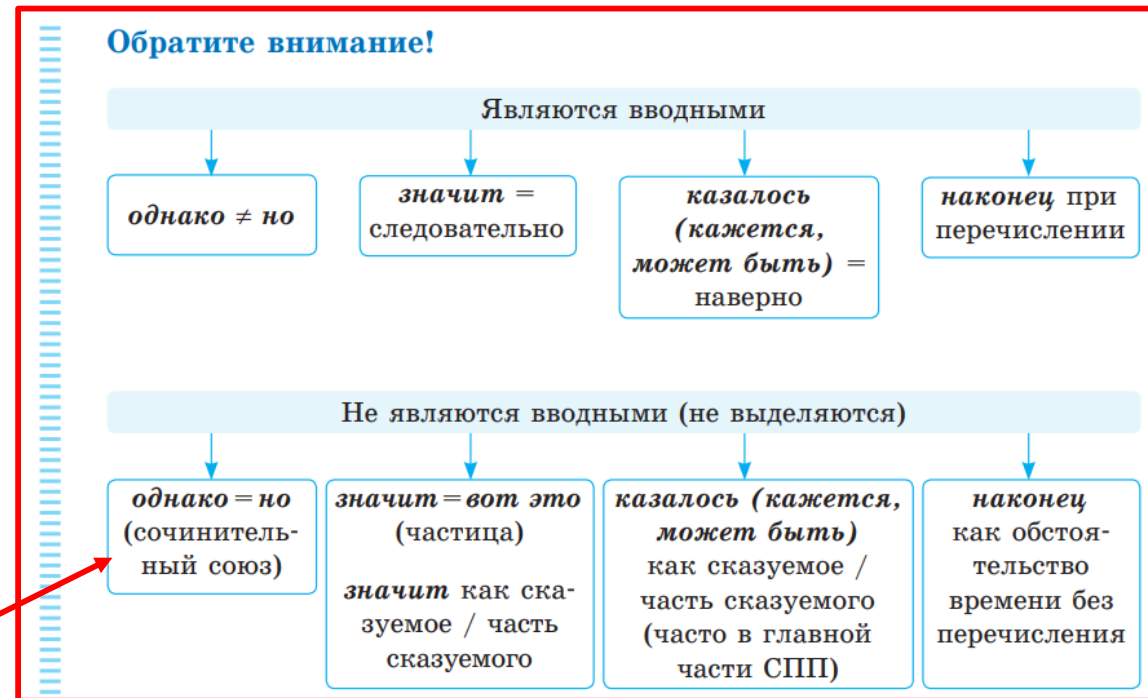 Обратите внимание!
Являются вводными
однако ≠ но
значит =
следовательно
казалось
(кажется,
может быть) =
наверно
наконец при
перечислении
Не являются вводными (не выделяются)
однако = но
(сочинитель-
ный союз)
значит = вот это
(частица)
значит как ска-
зуемое / часть
сказуемого
казалось (кажется,
может быть)
как сказуемое /
часть сказуемого
(часто в главной
части СПП)
наконец
как обстоя-
тельство
времени без
перечисления